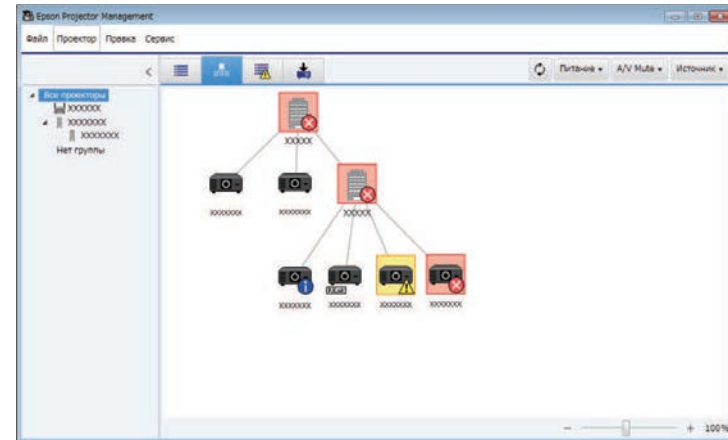 Epson Projector Management
Файл Проектор Правка Сервис
Питание A/V Mute Источник
Все проекторы
XXXXXX
XXXXXXX
XXXXXXX
Нет группы
XXXXX
XXXXXXX XXXXXXX XXXXX
XXXXXXX XXXXXXX XXXXXXX XXXXXXX
100%